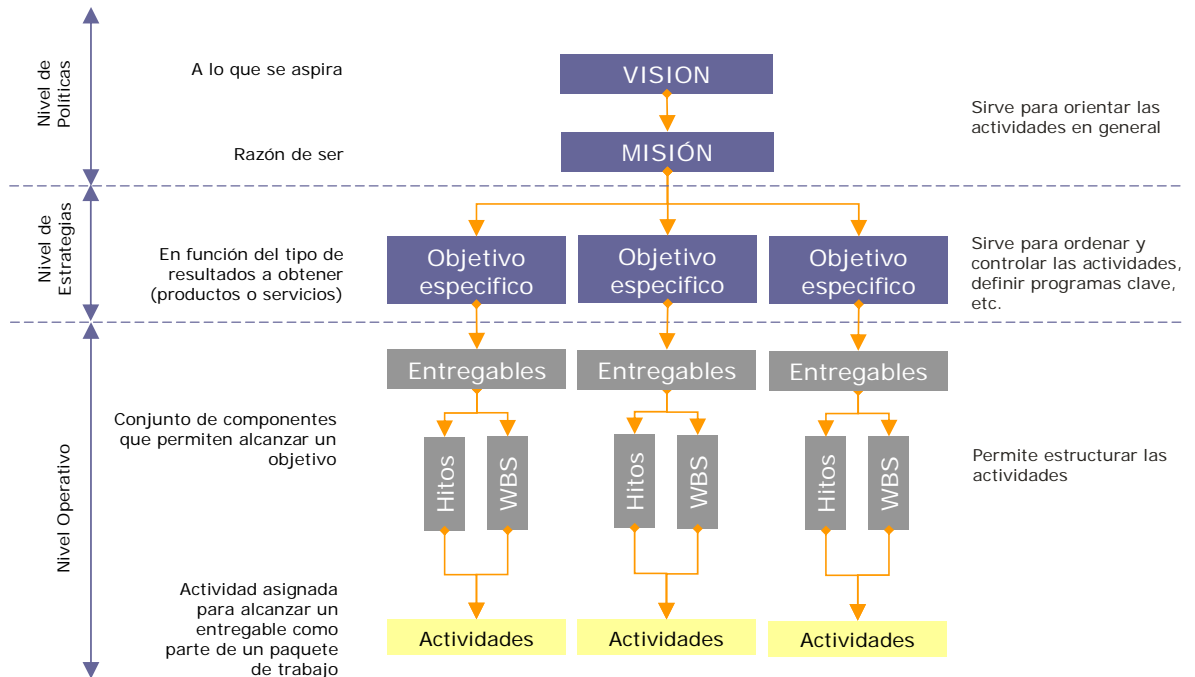 Nivel de
Políticas
A lo que se aspira
VISION
Sirve para orientar las
actividades en general
Razón de ser
MISIÓN
Nivel de
Estrategias
En función del tipo de
resultados a obtener
(productos o servicios)
Objetivo
especifico
Objetivo
especifico
Objetivo
especifico
Sirve para ordenar y
controlar las actividades,
definir programas clave,
etc.
Nivel Operativo
Entregables
Entregables
Entregables
Conjunto de componentes
que permiten alcanzar un
objetivo
Hitos
WBS
Hitos
WBS
Hitos
WBS
Permite estructurar las
actividades
Actividad asignada
para alcanzar un
entregable como
parte de un paquete
de trabajo
Actividades
Actividades
Actividades